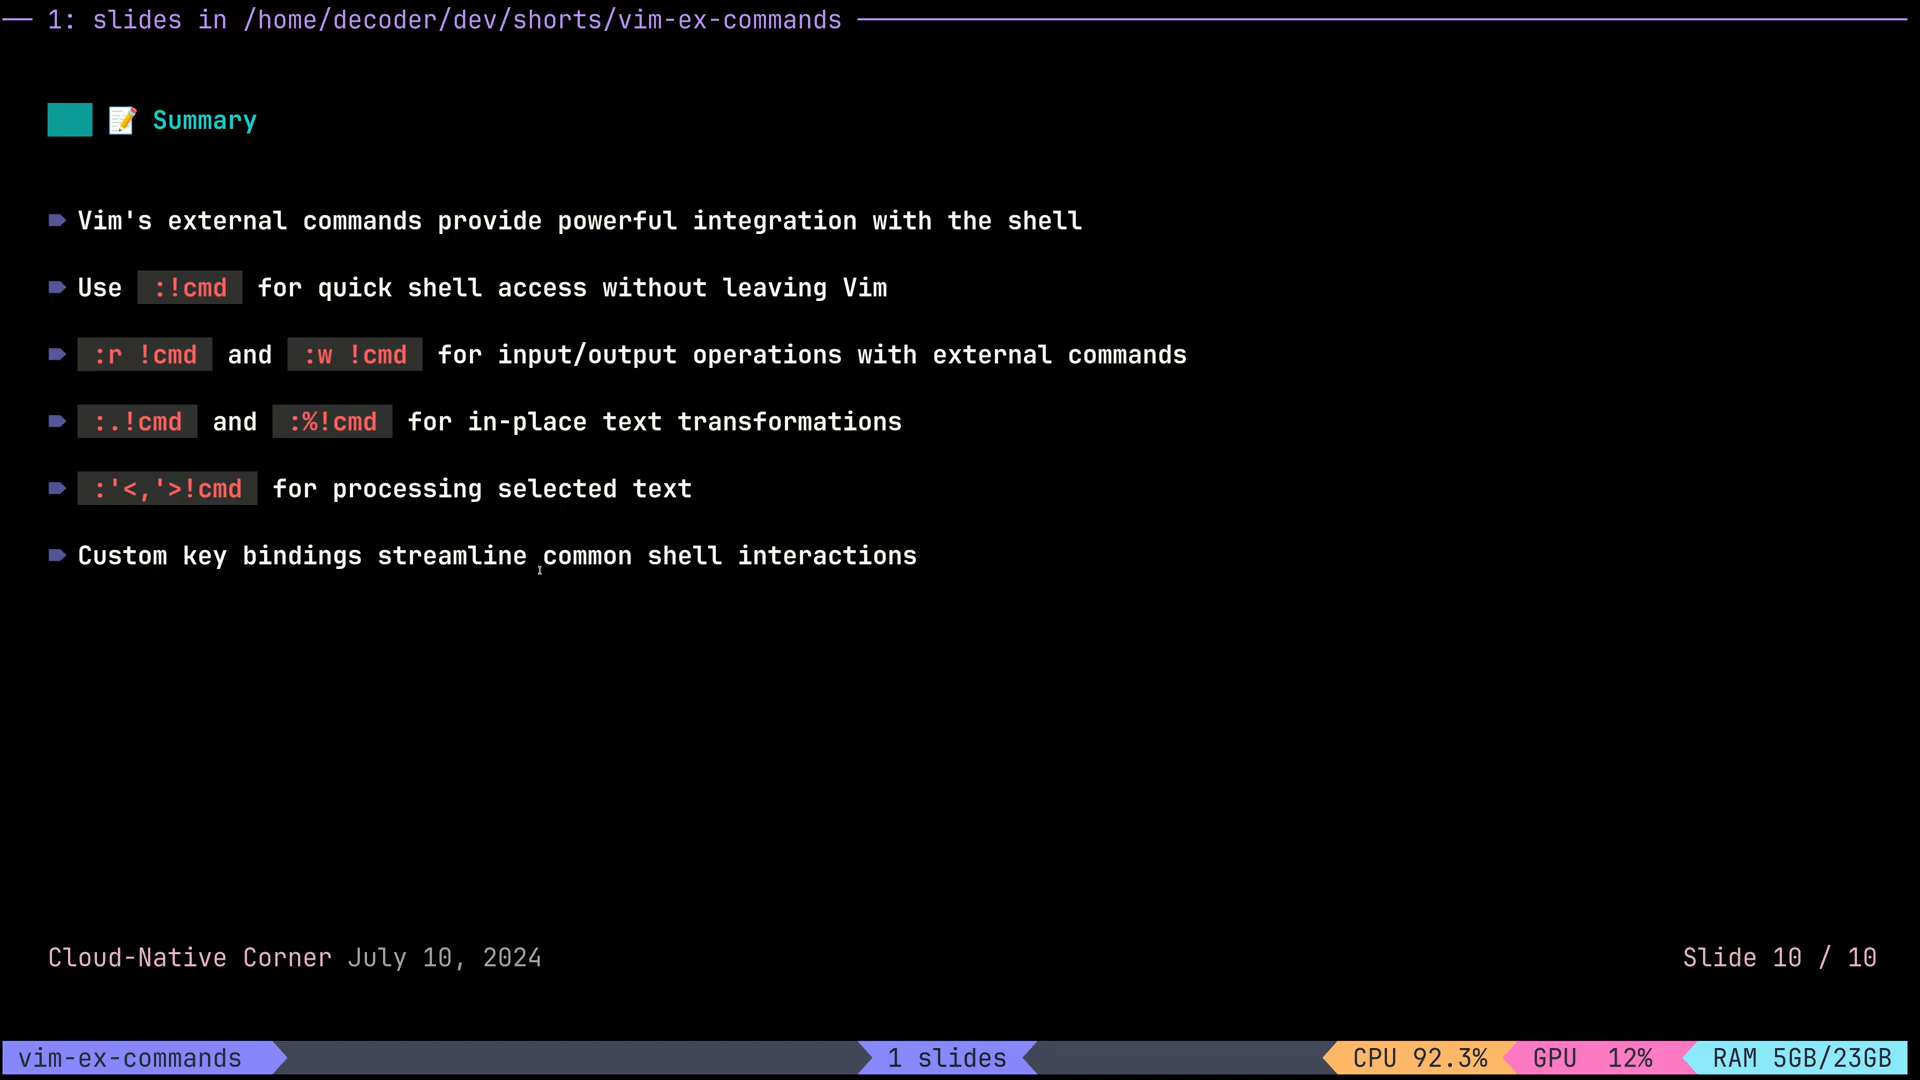 1: slides in /home/decoder/dev/shorts/vim-ex-commands
📝 Summary
Vim's external commands provide powerful integration with the shell
Use :!cmd for quick shell access without leaving Vim
:r !cmd and :w !cmd for input/output operations with external commands
:.!cmd and :%!cmd for in-place text transformations
:'<,'>!cmd for processing selected text
Custom key bindings streamline common shell interactions
Cloud-Native Corner July 10, 2024
Slide 10 / 10
vim-ex-commands 1 slides CPU 92.3% GPU 12% RAM 5GB/23GB